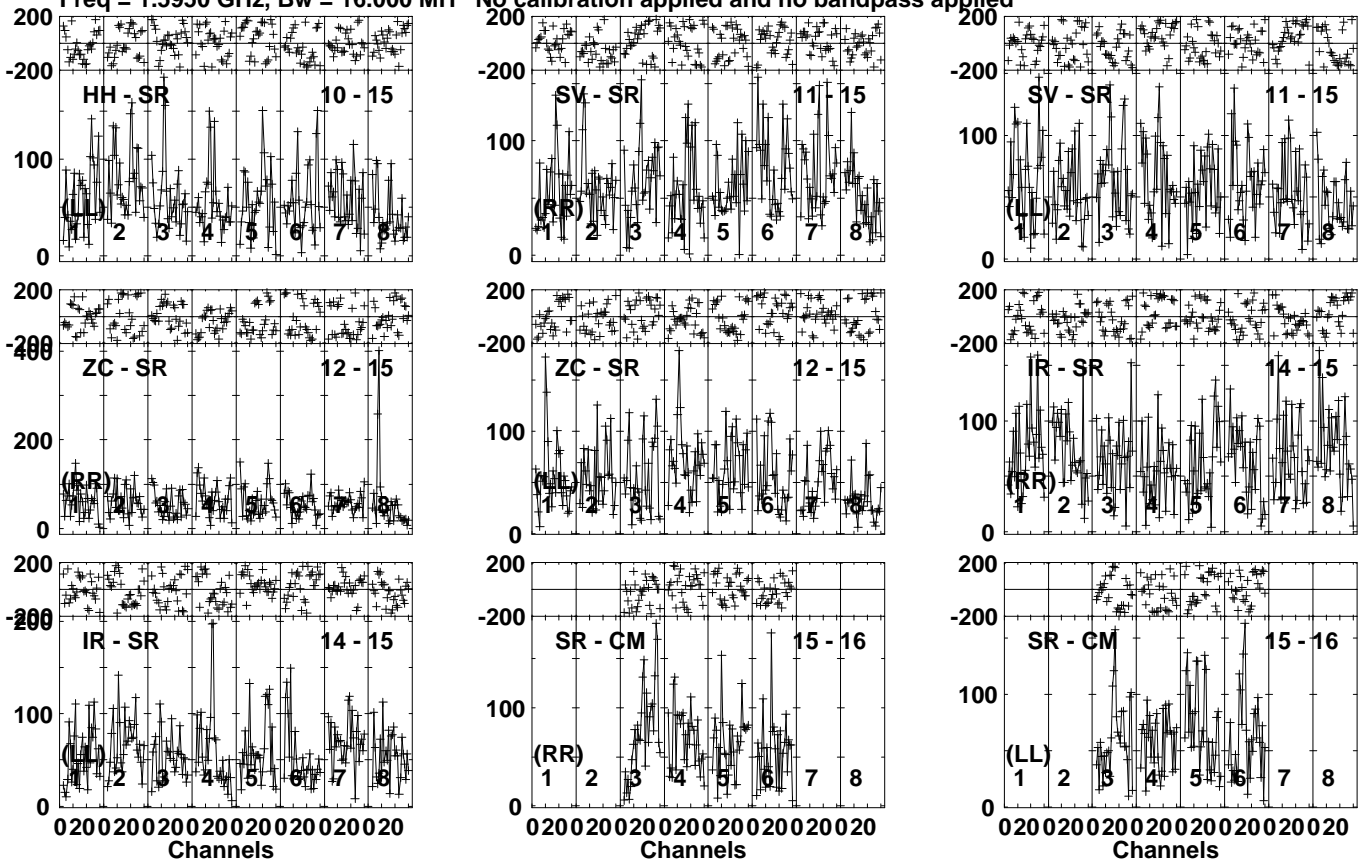 Freq = 1.5950 GHz, Bw = 16.000 MH No calibration applied and no bandpass applied
200 200 200
-200 -200 -200
HH - SR 10 - 15 SV - SR 11 - 15 SV - SR 11 - 15
100 100 100
(LL) (RR) (LL)
1 2 3 4 5 6 7 8 1 2 3 4 5 6 7 8 1 2 3 4 5 6 7 8
0 0 0
200 200 200
-200 -200 -200
400
ZC - SR 12 - 15 ZC - SR 12 - 15 IR - SR 14 - 15
200 100 100
(RR) (LL) (RR)
1 2 3 4 5 6 7 8 1 2 3 4 5 6 7 8 1 2 3 4 5 6 7 8
0 0 0
200 200 200
-200 -200 -200
200
IR - SR 14 - 15 SR - CM 15 - 16 SR - CM 15 - 16
100 100 100
(LL) (RR) (LL)
1 2 3 4 5 6 7 8 1 2 3 4 5 6 7 8 1 2 3 4 5 6 7 8
0 0 0
0 20 0 20 0 20 0 20 0 20 0 20 0 20 0 20 0 20 0 20 0 20 0 20 0 20 0 20 0 20 0 20 0 20 0 20 0 20 0 20 0 20 0 20 0 20 0 20
Channels Channels Channels